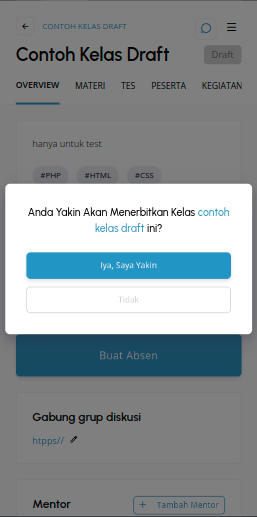 CONTOH KELAS DRAFT
Contoh Kelas Draft
Draft
OVERVIEW MATERI TES PESERTA KEGIATAN
hanya untuk test
#PHP #HTML #CSS
Anda Yakin Akan Menerbitkan Kelas contoh
kelas draft ini?
Iya, Saya Yakin
Tidak
Buat Absen
Gabung grup diskusi
htpps//
Mentor
+ Tambah Mentor